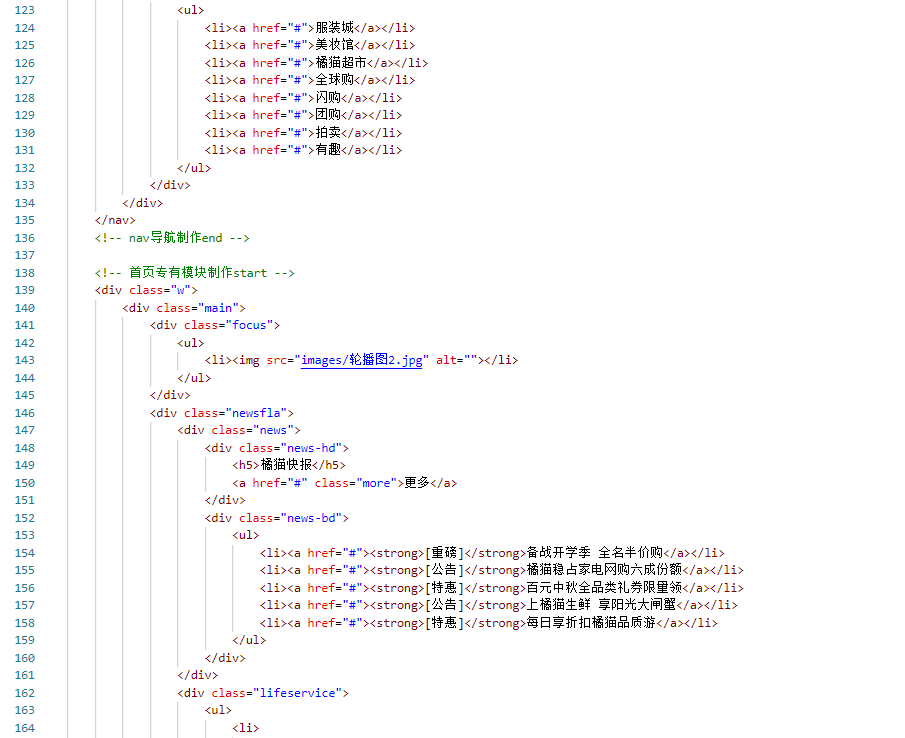 123 <ul>
124 <li><a href="#">服装城</a></li>
125 <li><a href="#">美妆馆</a></li>
126 <li><a href="#">橘猫超市</a></li>
127 <li><a href="#">全球购</a></li>
128 <li><a href="#">闪购</a></li>
129 <li><a href="#">团购</a></li>
130 <li><a href="#">拍卖</a></li>
131 <li><a href="#">有趣</a></li>
132 </ul>
133 </div>
134 </div>
135 </nav>
136 <!-- nav导航制作end -->
137
138 <!-- 首页专有模块制作start -->
139 <div class="w">
140 <div class="main">
141 <div class="focus">
142 <ul>
143 <li><img src="images/轮播图2.jpg" alt=""></li>
144 </ul>
145 </div>
146 <div class="newsfla">
147 <div class="news">
148 <div class="news-hd">
149 <h5>橘猫快报</h5>
150 <a href="#" class="more">更多</a>
151 </div>
152 <div class="news-bd">
153 <ul>
154 <li><a href="#"><strong>[重磅]</strong>备战开学季 全名半价购</a></li>
155 <li><a href="#"><strong>[公告]</strong>橘猫稳占家电网购六成份额</a></li>
156 <li><a href="#"><strong>[特惠]</strong>百元中秋全品类礼券限量领</a></li>
157 <li><a href="#"><strong>[公告]</strong>上橘猫生鲜 享阳光大闸蟹</a></li>
158 <li><a href="#"><strong>[特惠]</strong>每日享折扣橘猫品质游</a></li>
159 </ul>
160 </div>
161 </div>
162 <div class="lifeservice">
163 <ul>
164 <li>